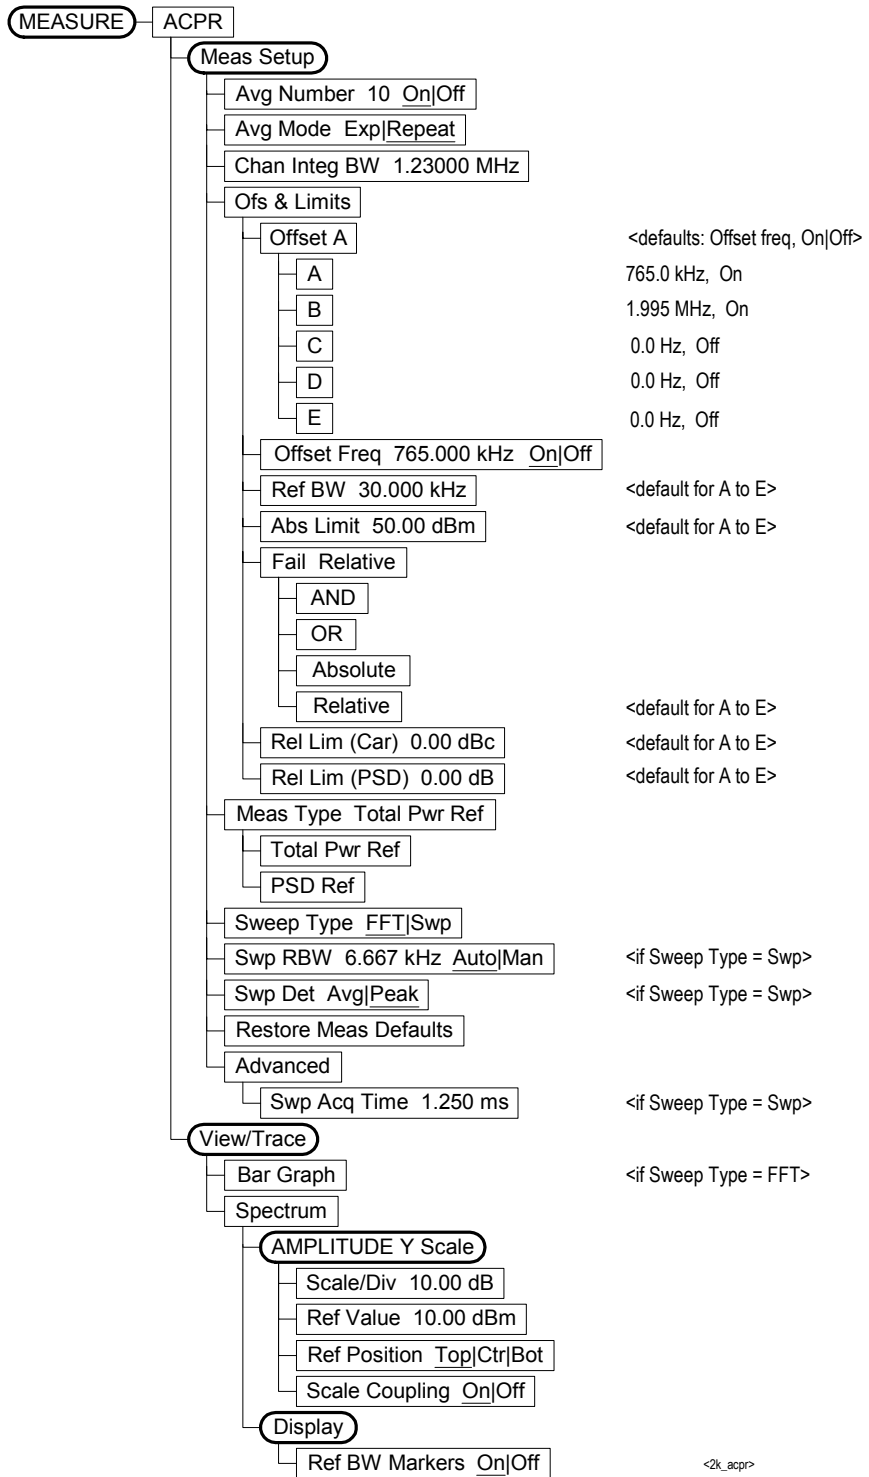 MEASURE ACPR
Meas Setup
Avg Number 10 On|Off
Avg Mode Exp|Repeat
Chan Integ BW 1.23000 MHz
Ofs & Limits
Offset A <defaults: Offset freq, On|Off>
A 765.0 kHz, On
B 1.995 MHz, On
C 0.0 Hz, Off
D 0.0 Hz, Off
E 0.0 Hz, Off
Offset Freq 765.000 kHz On|Off
Ref BW 30.000 kHz <default for A to E>
Abs Limit 50.00 dBm <default for A to E>
Fail Relative
AND
OR
Absolute
Relative <default for A to E>
Rel Lim (Car) 0.00 dBc <default for A to E>
Rel Lim (PSD) 0.00 dB <default for A to E>
Meas Type Total Pwr Ref
Total Pwr Ref
PSD Ref
Sweep Type FFT|Swp
Swp RBW 6.667 kHz Auto|Man <if Sweep Type = Swp>
Swp Det Avg|Peak <if Sweep Type = Swp>
Restore Meas Defaults
Advanced
Swp Acq Time 1.250 ms <if Sweep Type = Swp>
View/Trace
Bar Graph <if Sweep Type = FFT>
Spectrum
AMPLITUDE Y Scale
Scale/Div 10.00 dB
Ref Value 10.00 dBm
Ref Position Top|Ctr|Bot
Scale Coupling On|Off
Display
Ref BW Markers On|Off <2k_acpr>